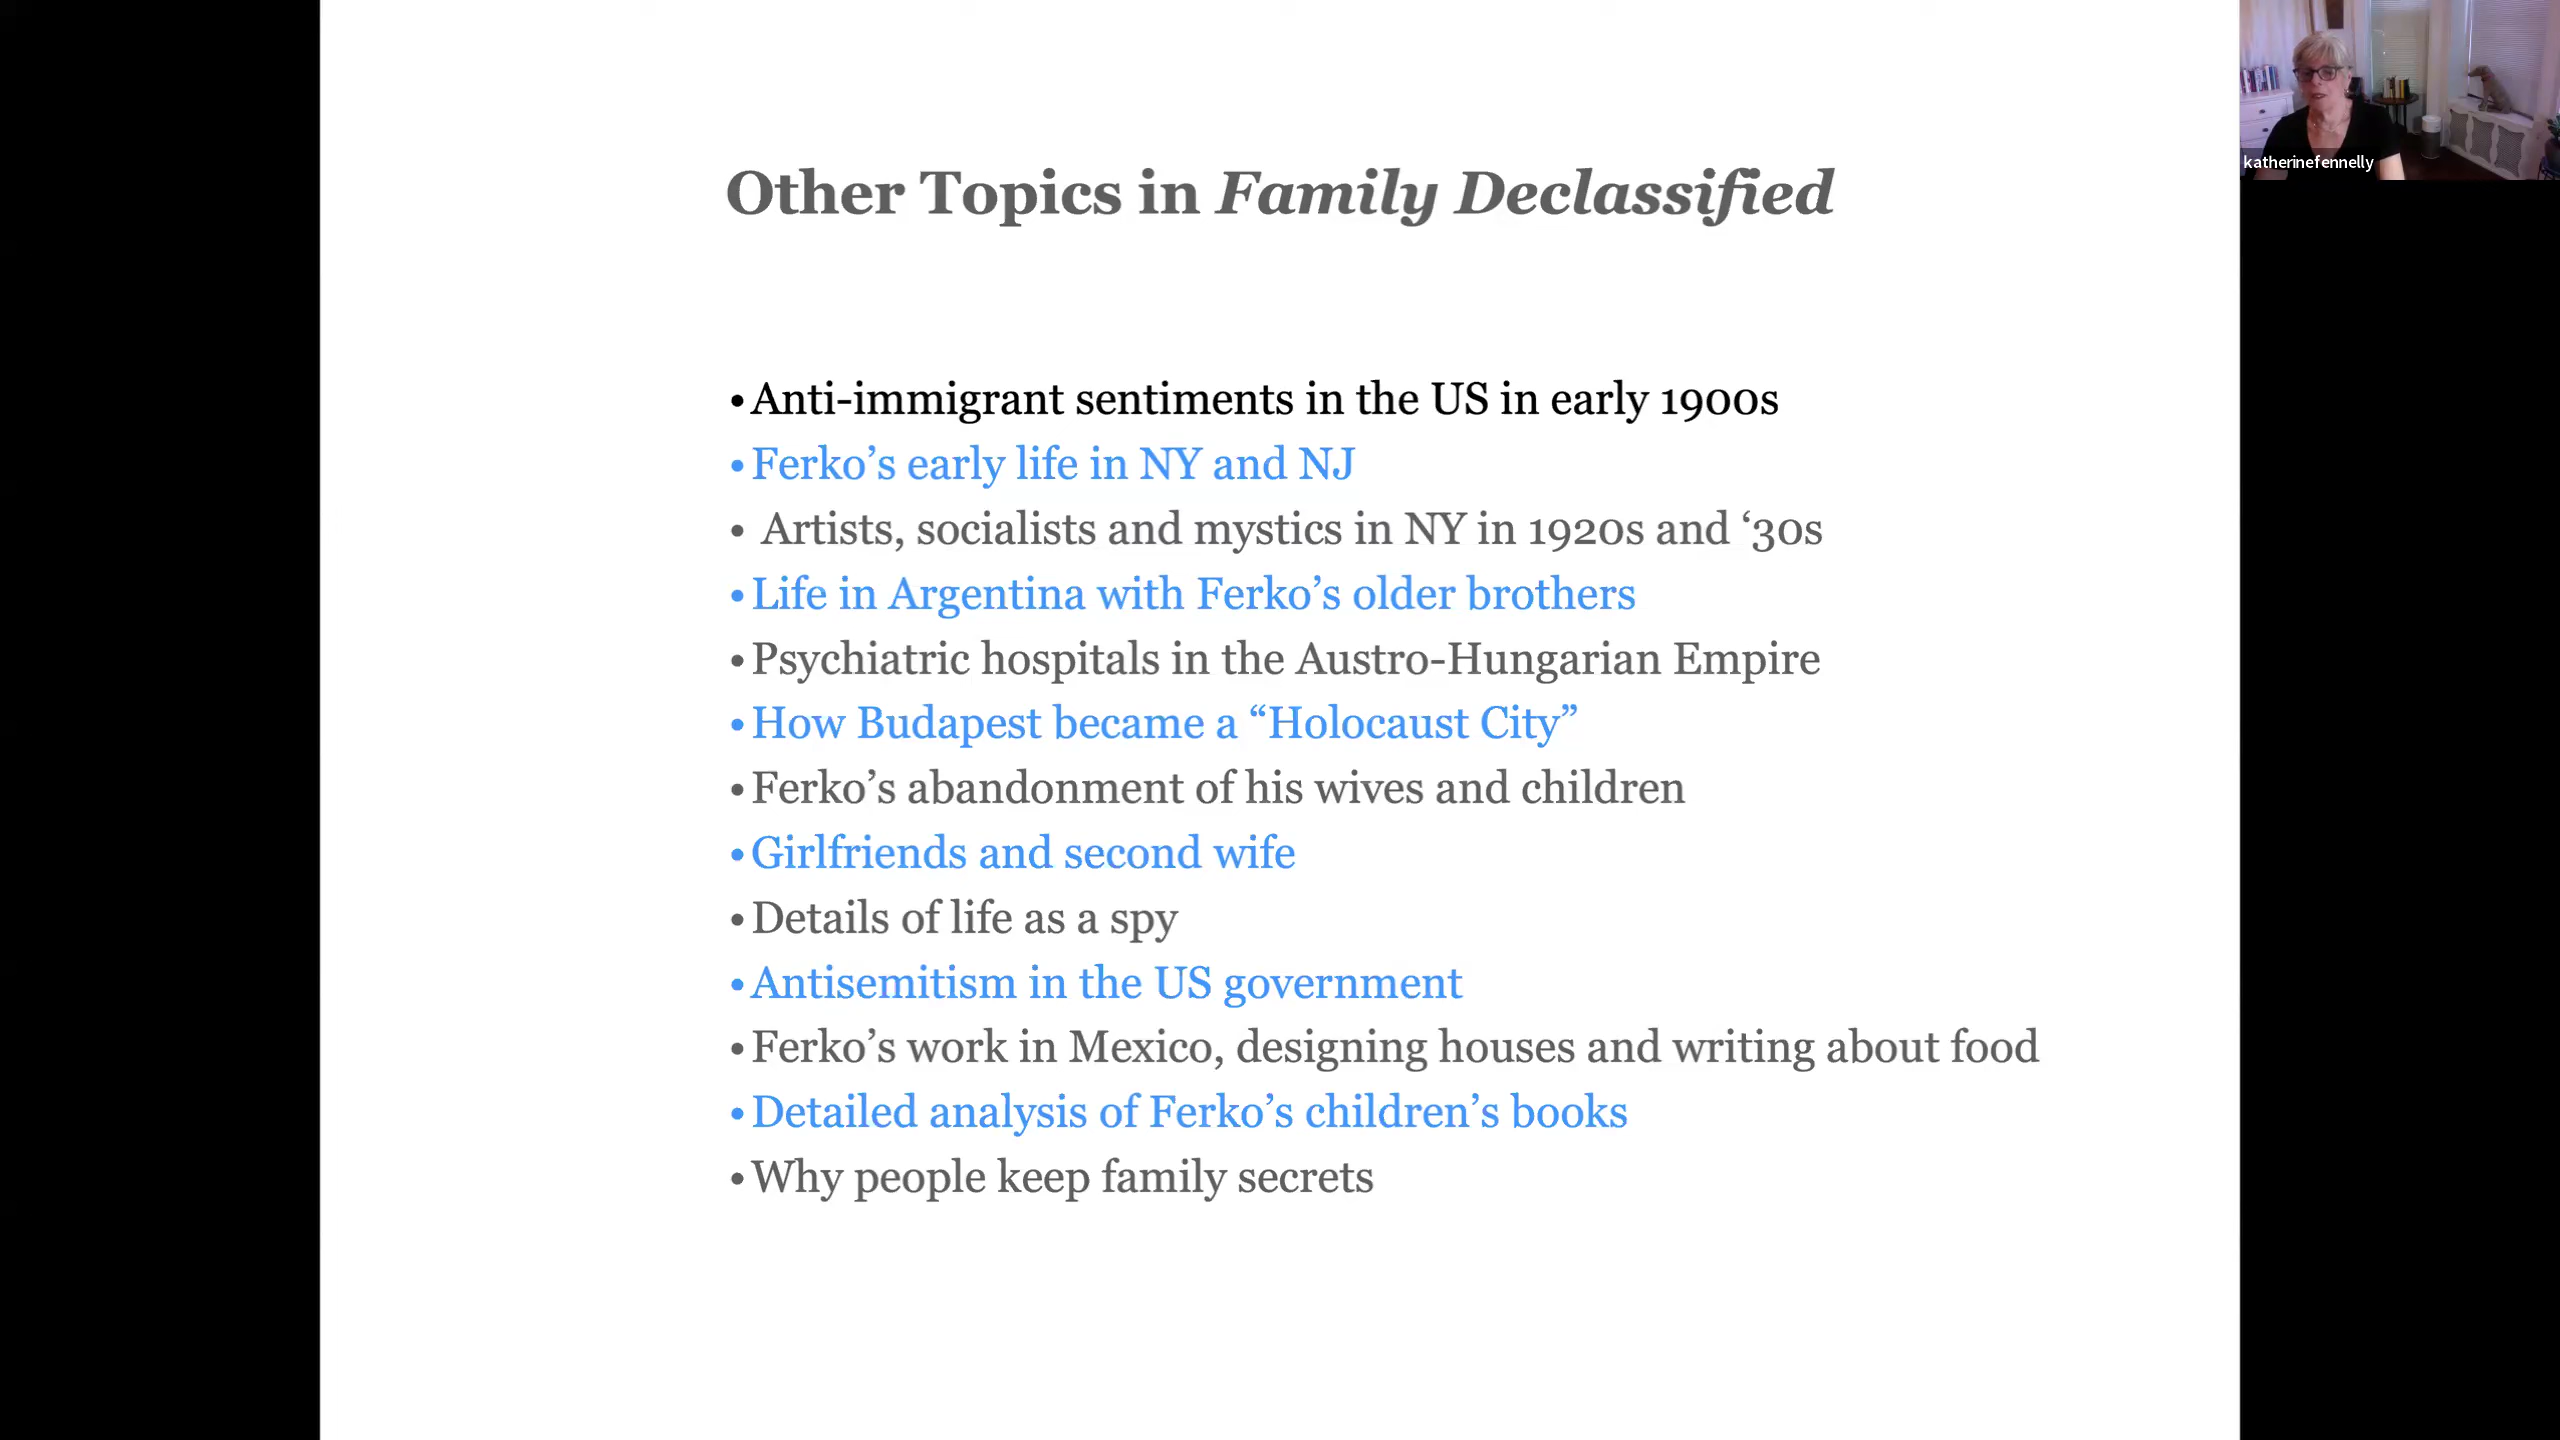 Other Topics in Family Declassified
katherinefennelly
•Anti-immigrant sentiments in the US in early 1900s
•Ferko’s early life in NY and NJ
• Artists, socialists and mystics in NY in 1920s and ‘30s
•Life in Argentina with Ferko’s older brothers
•Psychiatric hospitals in the Austro-Hungarian Empire
•How Budapest became a “Holocaust City”
•Ferko’s abandonment of his wives and children
•Girlfriends and second wife
•Details of life as a spy
•Antisemitism in the US government
•Ferko’s work in Mexico, designing houses and writing about food
•Detailed analysis of Ferko’s children’s books
•Why people keep family secrets